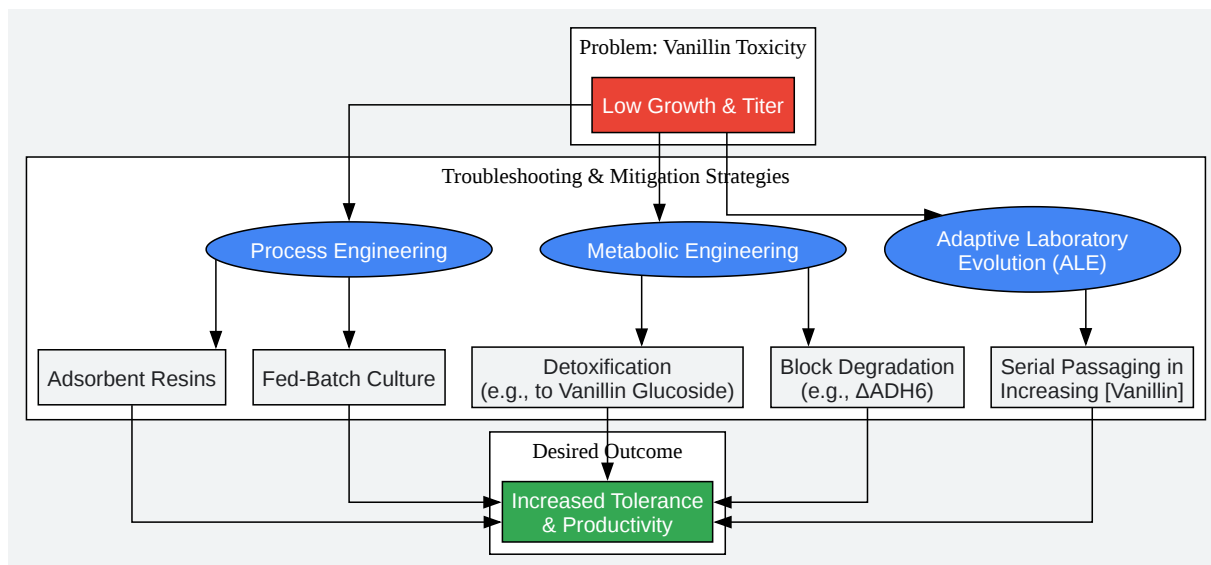 Problem: Vanillin Toxicity
Low Growth & Titer
Troubleshooting & Mitigation Strategies
Process Engineering
Metabolic Engineering
Adaptive Laboratory
Evolution (ALE)
Adsorbent Resins
Fed-Batch Culture
Detoxification
(e.g., to Vanillin Glucoside)
Block Degradation
(e.g., ΔADH6)
Serial Passaging in
Increasing [Vanillin]
Desired Outcome
Increased Tolerance
& Productivity